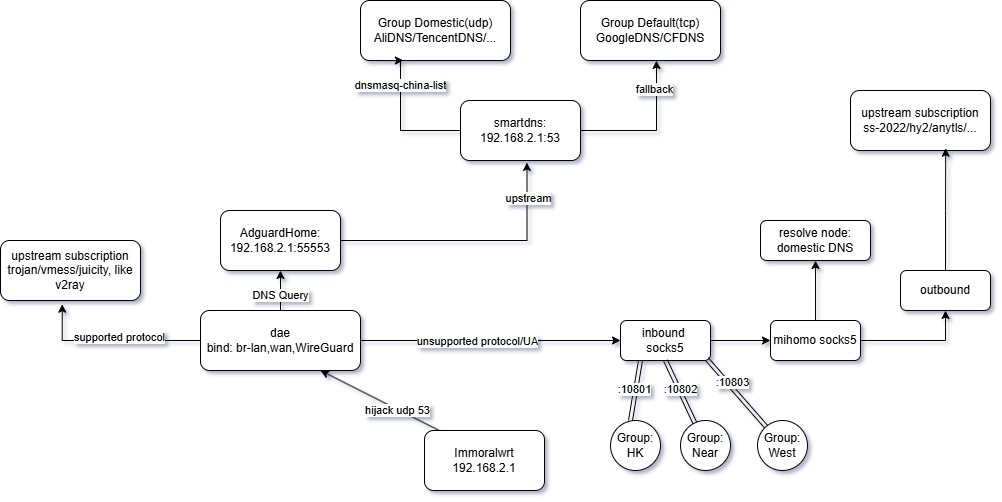 Group Domestic(udp)
AliDNS/TencentDNS/...
Group Default(tcp)
GoogleDNS/CFDNS
dnsmasq-china-list
fallback
smartdns:
192.168.2.1:53
upstream subscription
ss-2022/hy2/anytls/...
upstream
AdguardHome:
192.168.2.1:55553
resolve node:
domestic DNS
upstream subscription
trojan/vmess/juicity, like
v2ray
DNS Query
outbound
supported protocol
dae
bind: br-lan,wan,WireGuard
unsupported protocol/UA
inbound
socks5
mihomo socks5
:10801
:10802
:10803
hijack udp 53
Immoralwrt
192.168.2.1
Group:
HK
Group:
Near
Group:
West